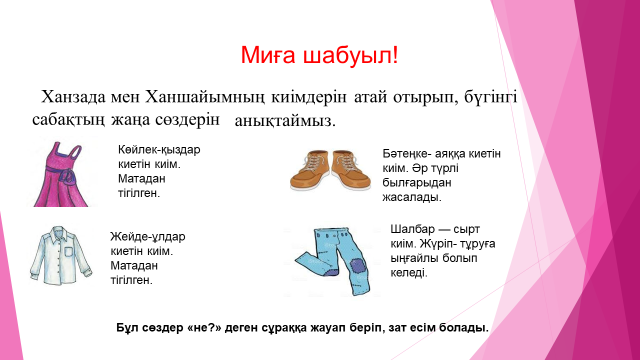 Миға шабуыл!
Ханзада мен Ханшайымның киімдерін атай отырып, бүгінгі
сабақтың жаңа сөздерін анықтаймыз.
Көйлек-қыздар
киетін киім.
Матадан
тігілген.
Бәтеңке- аяққа киетін
киім. Әр түрлі
былғарыдан
жасалады.
Жейде-ұлдар
киетін киім.
Матадан
тігілген.
Шалбар — сырт
киім. Жүріп- тұруға
ыңғайлы болып
келеді.
Бұл сөздер «не?» деген сұраққа жауап беріп, зат есім болады.